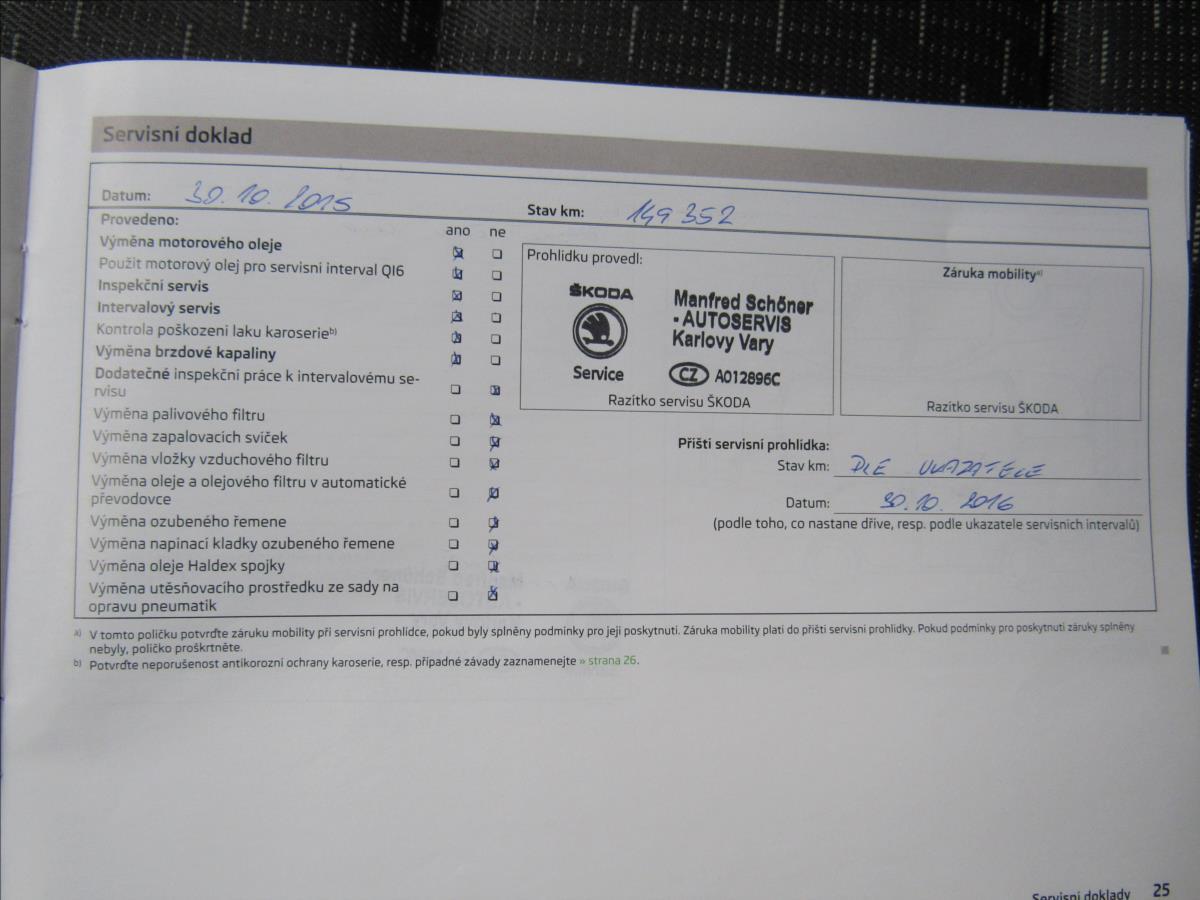 Servisní doklad
Datum: 30. 10. 2015
Stav km: 149 352
Provedeno:
ano ne
Výměna motorového oleje
Použit motorový olej pro servisní interval QI6
Inspekční servis
Intervalový servis
Kontrola poškození laku karoserie b)
Výměna brzdové kapaliny
Dodatečné inspekční práce k intervalovému se-
rvisu
Výměna palivového filtru
Výměna zapalovacích svíček
Výměna vložky vzduchového filtru
Výměna oleje a olejového filtru v automatické
převodovce
Výměna ozubeného řemene
Výměna napínací kladky ozubeného řemene
Výměna oleje Haldex spojky
Výměna utěsňovacího prostředku ze sady na
opravu pneumatik
Prohlídku provedl:
ŠKODA
Service
Manfred Schöner
- AUTOSERVIS
Karlovy Vary
CZ A012896C
Razítko servisu ŠKODA
Záruka mobility a)
Razítko servisu ŠKODA
Příští servisní prohlídka:
Stav km: DLE UKAZATELE
Datum: 30.10. 2016
(podle toho, co nastane dříve, resp. podle ukazatele servisních intervalů)
a) V tomto políčku potvrďte záruku mobility při servisní prohlídce, pokud byly splněny podmínky pro její poskytnutí. Záruka mobility platí do příští servisní prohlídky. Pokud podmínky pro poskytnutí záruky splněny
nebyly, políčko proškrtněte.
b) Potvrďte neporušenost antikorozní ochrany karoserie, resp. případné závady zaznamenejte » strana 26.
Servisní doklady 25